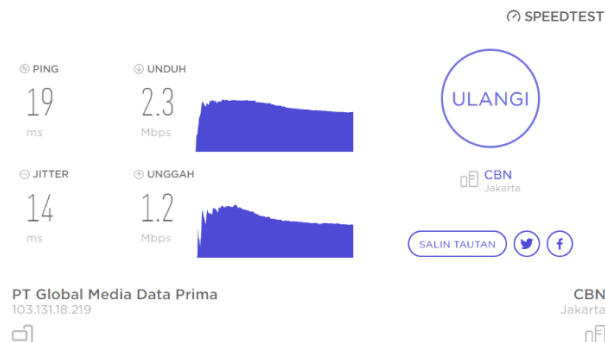 SPEEDTEST
PING
19
ms
UNDUH
2.3
Mbps
ULANGI
JITTER
14
ms
UNGGAH
1.2
Mbps
CBN
Jakarta
SALIN TAUTAN
PT Global Media Data Prima
103.131.18.219
CBN
Jakarta